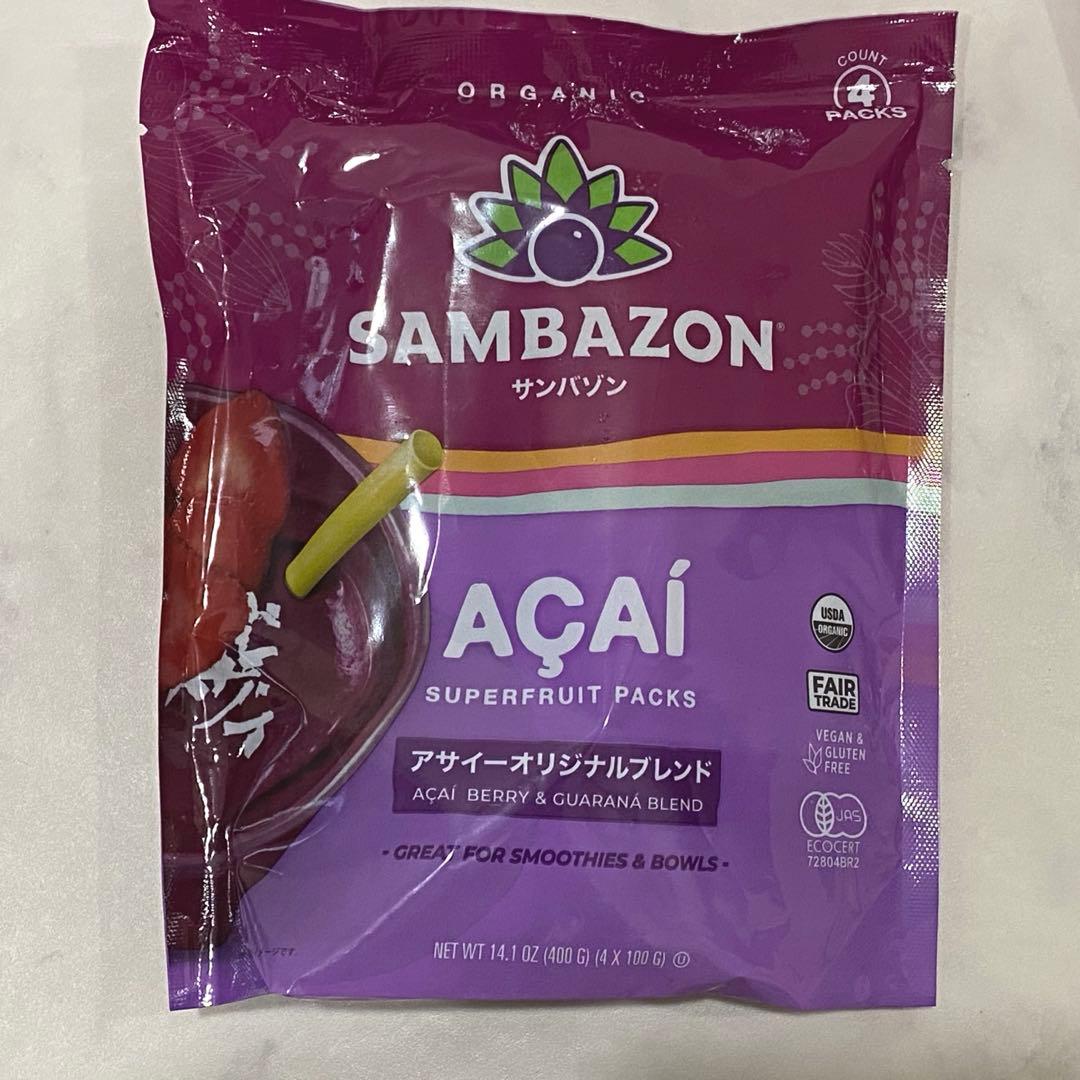 COUNT
4
PACKS
ORGANIC
SAMBAZON®
サンバゾン
AÇAÍ
SUPERFRUIT PACKS
アサイーオリジナルブレンド
AÇAÍ BERRY & GUARANÁ BLEND
- GREAT FOR SMOOTHIES & BOWLS -
USDA
ORGANIC
FAIR
TRADE
VEGAN &
GLUTEN
FREE
JAS
ECOCERT
72804BR2
NET WT 14.1 OZ (400 G) (4 X 100 G) U